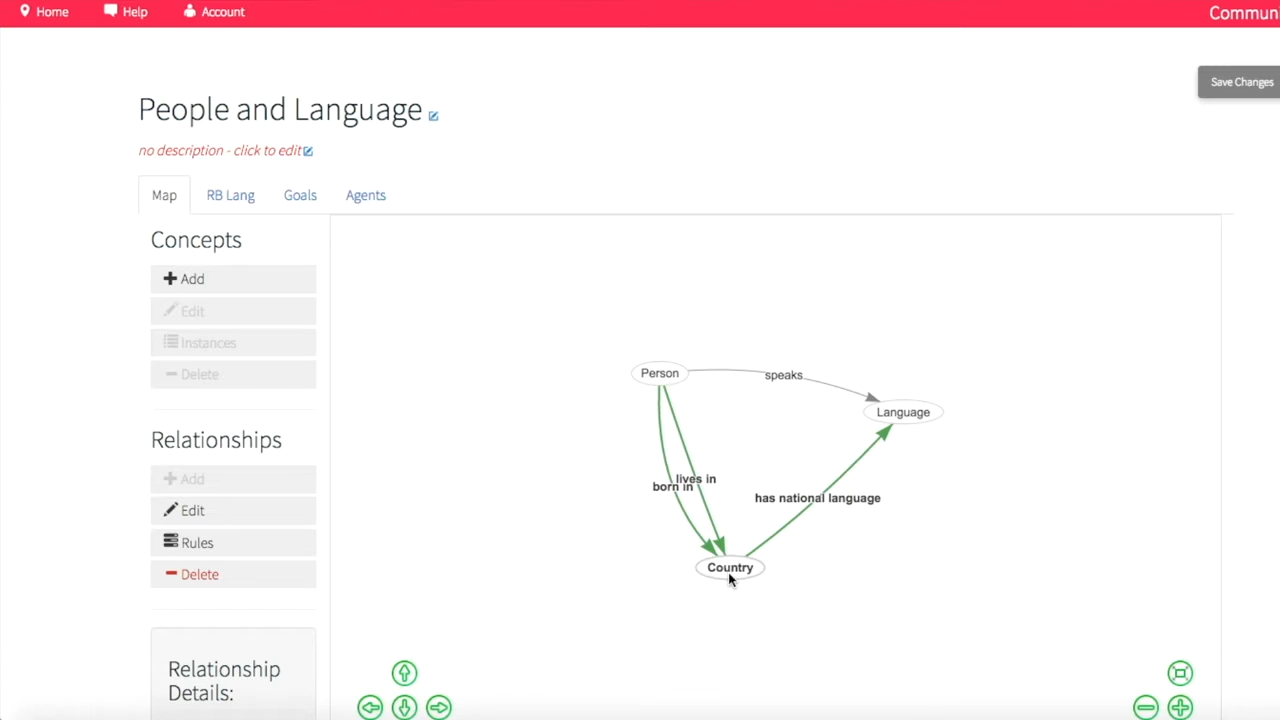 Home Help Account
Communi
Save Changes
People and Language
no description - click to edit
Map RB Lang Goals Agents
Concepts
Add
Edit
Instances
Delete
Relationships
Add
Edit
Rules
Delete
Relationship
Details:
Person
speaks
Language
lives in
born in
has national language
Country